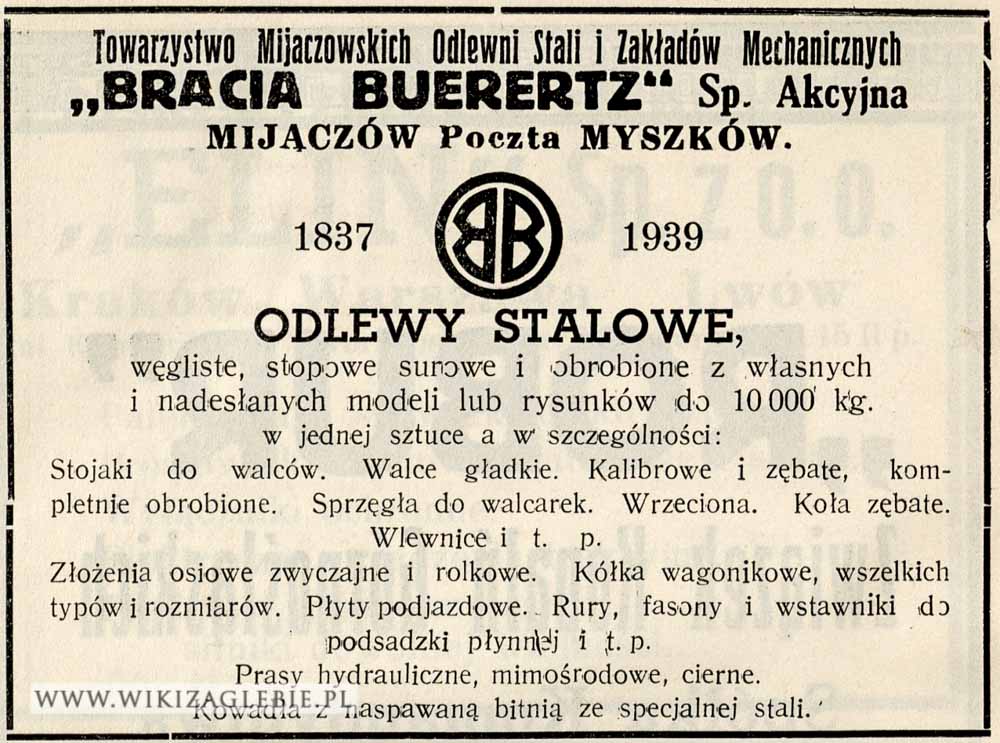 Towarzystwo Mijaczowskich Odlewni Stali i Zakładów Mechanicznych
„BRACIA BUERERTZ“ Sp. Akcyjna
MIJACZÓW Poczta MYSZKÓW.
1837 BB 1939
ODLEWY STALOWE,
węgliste, stopowe surowe i obrobione z własnych
i nadesłanych modeli lub rysunków do 10 000 kg.
w jednej sztuce a w szczególności:
Stojaki do walców. Walce gładkie. Kalibrowe i zębate, kom-
pletnie obrobione. Sprzęgła do walcarek. Wrzeciona. Koła zębate.
Wlewnice i t. p.
Złożenia osiowe zwyczajne i rolkowe. Kółka wagonikowe, wszelkich
typów i rozmiarów. Płyty podjazdowe. Rury, fasony i wstawniki do
podsadzki płynnej i t. p.
Prasy hydrauliczne, mimośrodowe, cierne.
WWW.WIKIZAGLEBIE.PL
Kowadła z naspawaną bitnią ze specjalnej stali.